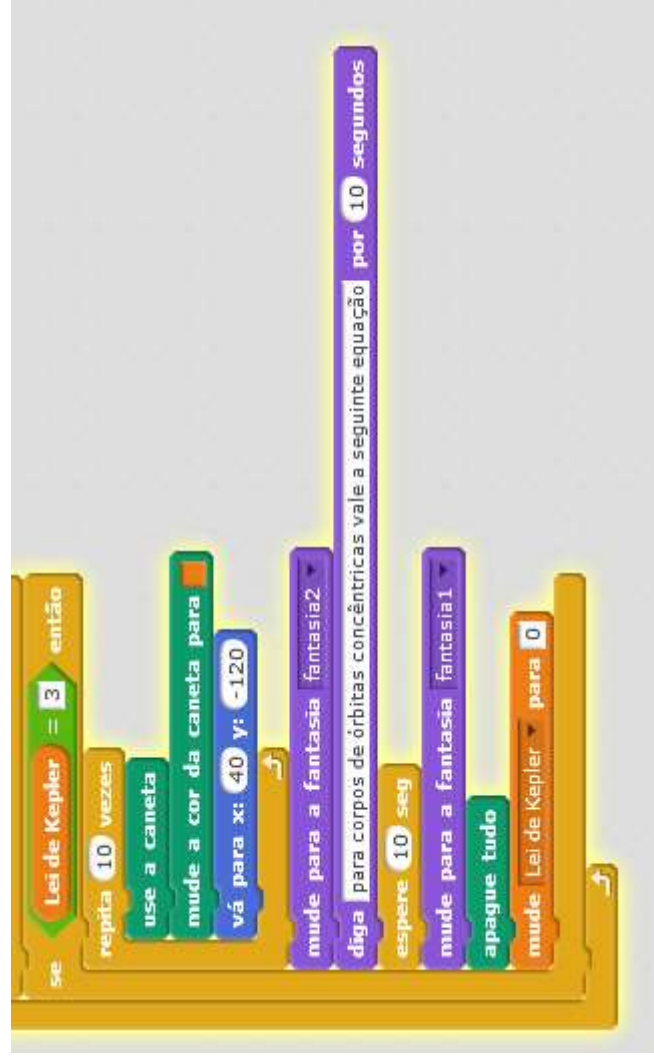 se Lei de Kepler = 3 então
repita 10 vezes
use a caneta
mude a cor da caneta para
vá para x: 40 y: -120
mude para a fantasia fantasia2
diga para corpos de órbitas concêntricas vale a seguinte equação por 10 segundos
espere 10 seg
mude para a fantasia fantasia1
apague tudo
mude Lei de Kepler para 0